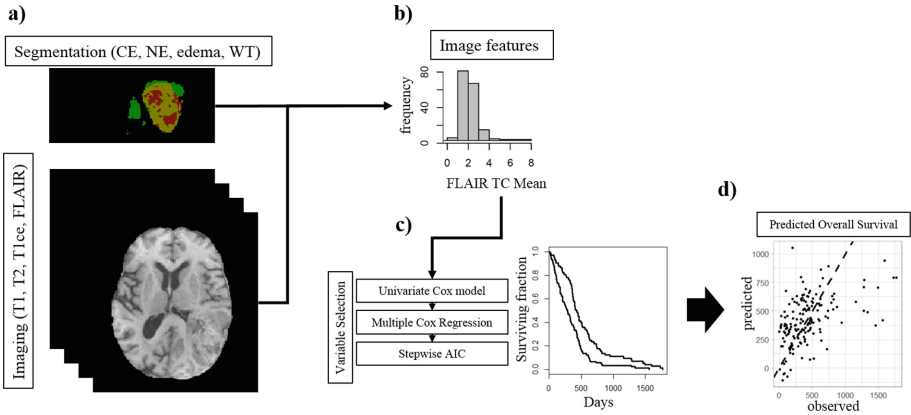 a)
Segmentation (CE, NE, edema, WT)
Imaging (T1, T2, T1ce, FLAIR)
b)
Image features
frequency
80
40
0
0 2 4 6 8
FLAIR TC Mean
c)
Variable Selection
Univariate Cox model
Multiple Cox Regression
Stepwise AIC
Surviving fraction
1.0
0.8
0.6
0.4
0.2
0.0
0 500 1000 1500
Days
d)
Predicted Overall Survival
predicted
1000
750
500
250
0
0 500 1000 1500
observed